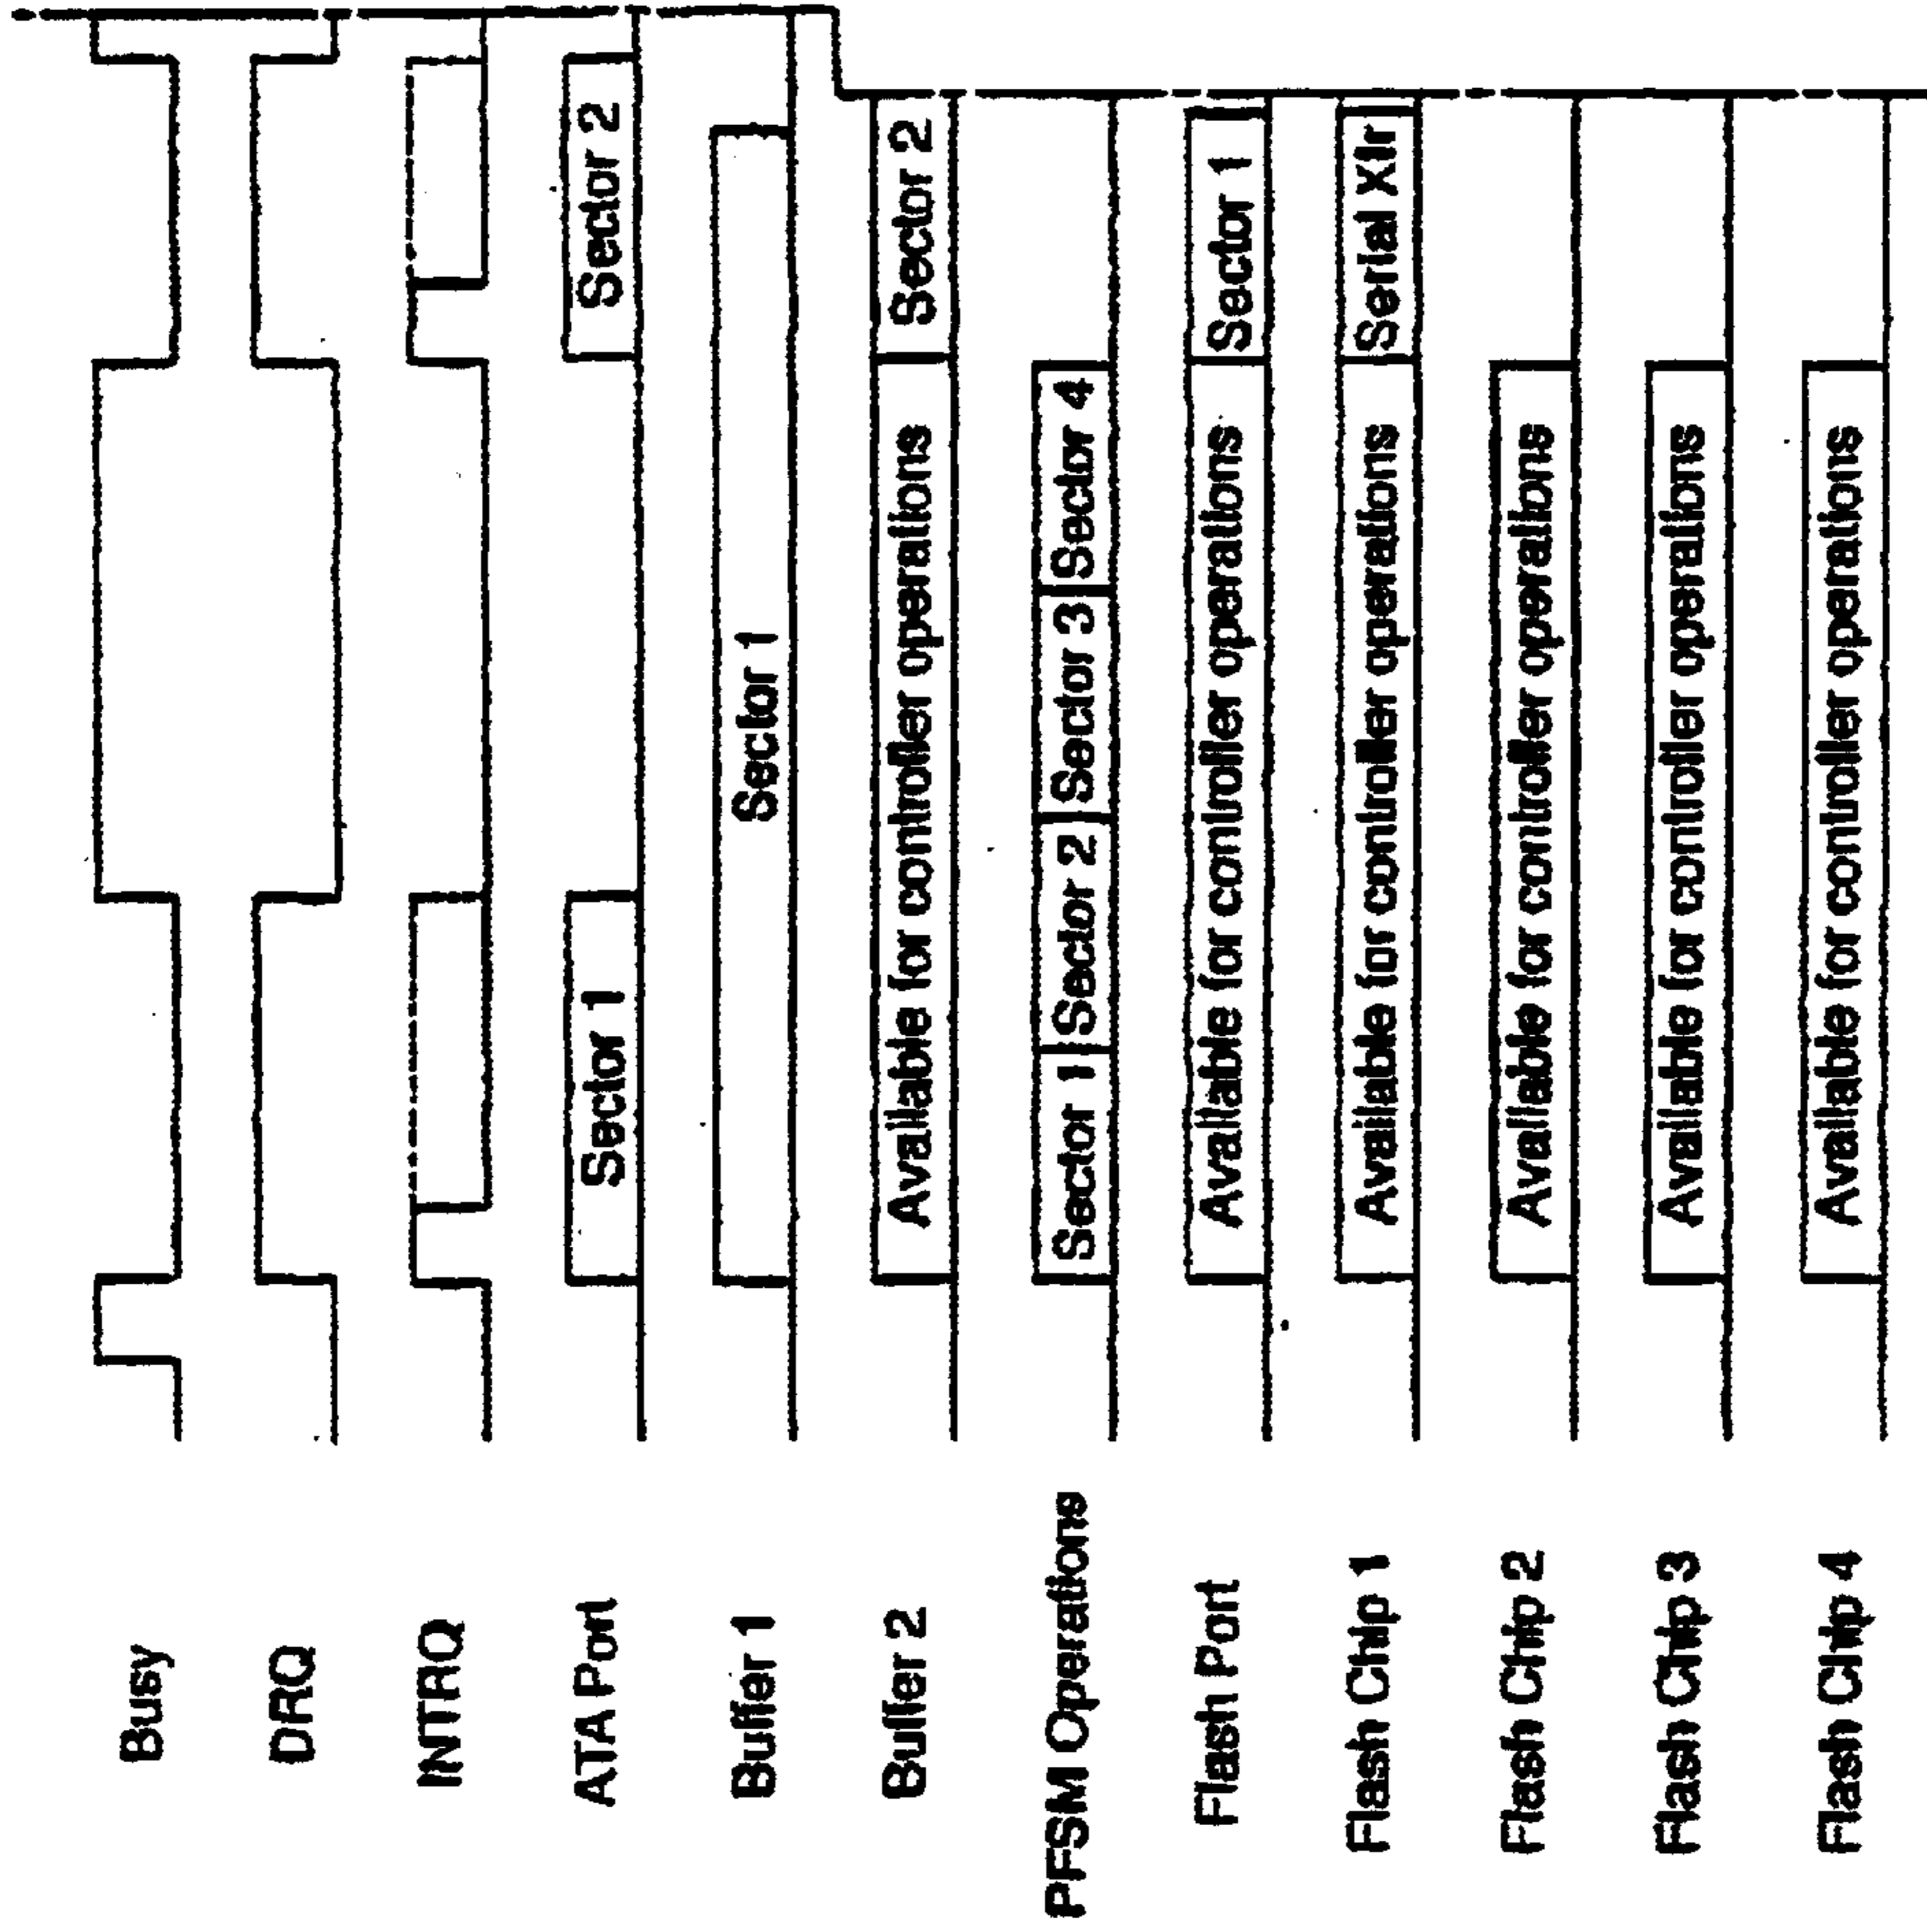 Busy
DRQ
INTRQ
ATA Port Sector 1 Sector 2
Buffer 1 Sector 1
Buffer 2 Available for controller operations Sector 2
PFSM Operations Sector 1 Sector 2 Sector 3 Sector 4
Flash Port Available for controller operations Sector 1
Flash Chip 1 Available for controller operations Serial Xfr
Flash Chip 2 Available for controller operations
Flash Chip 3 Available for controller operations
Flash Chip 4 Available for controller operations